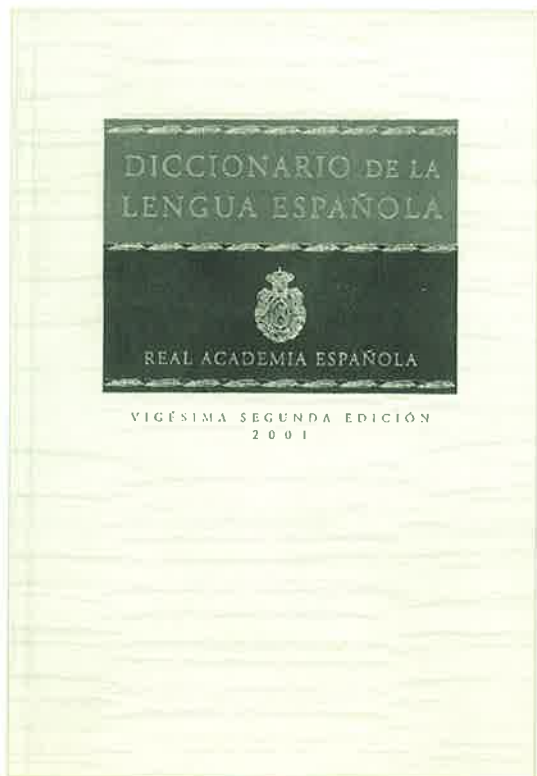 DICCIONARIO DE LA
LENGUA ESPAÑOLA
REAL ACADEMIA ESPAÑOLA
VIGÉSIMA SEGUNDA EDICIÓN
2001